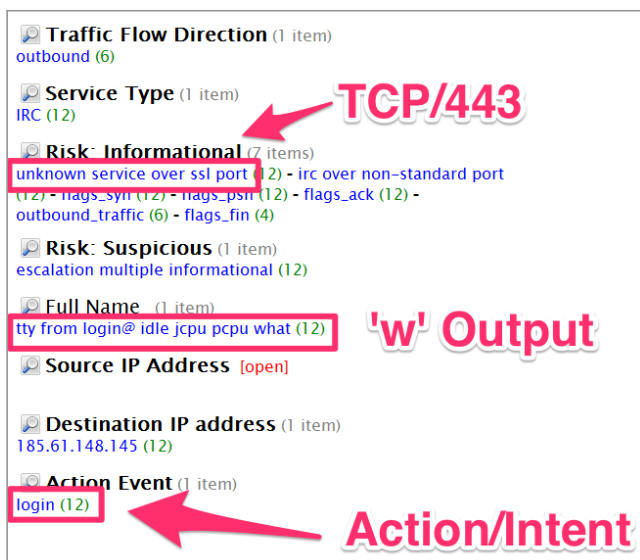 Traffic Flow Direction (1 item)
outbound (6)
Service Type (1 item)
IRC (12)
TCP/443
Risk: Informational (7 items)
unknown service over ssl port (12) - irc over non-standard port
(12) - flags_syn (12) - flags_psh (12) - flags_ack (12) -
outbound_traffic (6) - flags_fin (4)
Risk: Suspicious (1 item)
escalation multiple informational (12)
Full Name (1 item)
tty from login@ idle jcpu pcpu what (12)
'w' Output
Source IP Address [open]
Destination IP address (1 item)
185.61.148.145 (12)
Action Event (1 item)
login (12)
Action/Intent